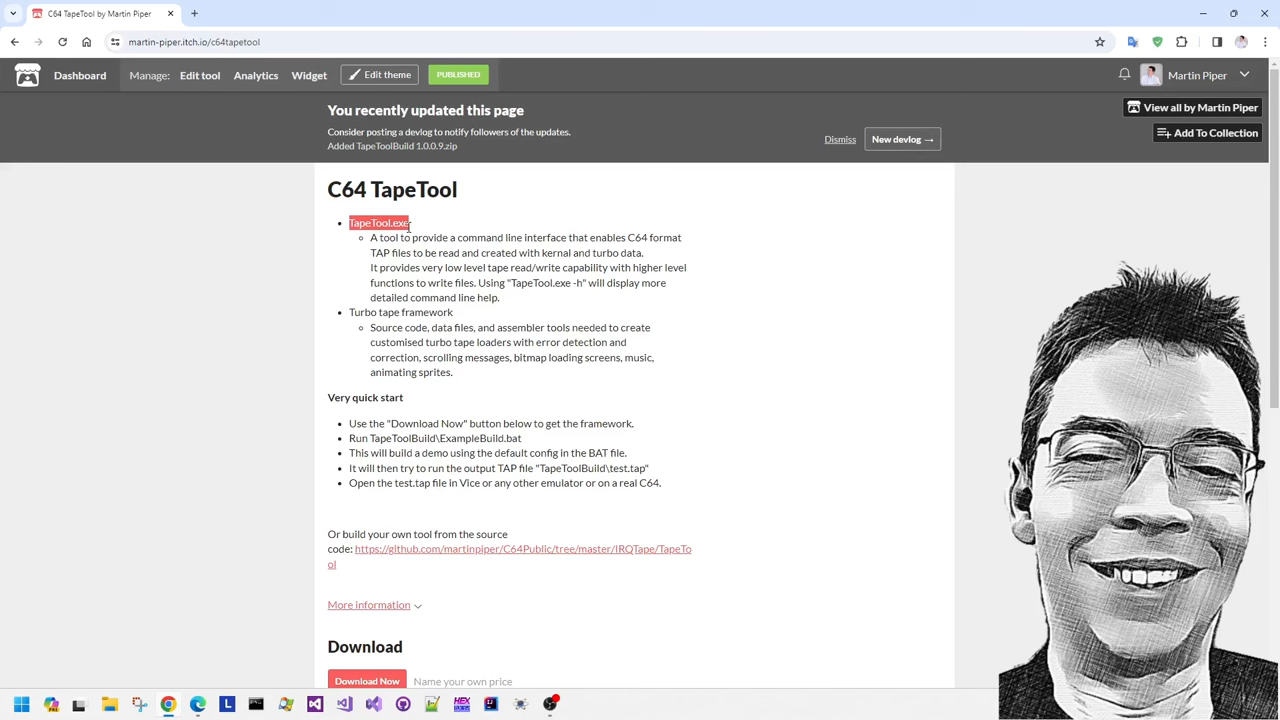 C64 TapeTool by Martin Piper
martin-piper.itch.io/c64tapetool
Dashboard Manage: Edit tool Analytics Widget Edit theme PUBLISHED Martin Piper
You recently updated this page
View all by Martin Piper
Consider posting a devlog to notify followers of the updates.
Dismiss New devlog →
Add To Collection
Added TapeToolBuild 1.0.0.9.zip
C64 TapeTool
TapeTool.exe
A tool to provide a command line interface that enables C64 format
TAP files to be read and created with kernal and turbo data.
It provides very low level tape read/write capability with higher level
functions to write files. Using "TapeTool.exe -h" will display more
detailed command line help.
Turbo tape framework
Source code, data files, and assembler tools needed to create
customised turbo tape loaders with error detection and
correction, scrolling messages, bitmap loading screens, music,
animating sprites.
Very quick start
Use the "Download Now" button below to get the framework.
Run TapeToolBuild\ExampleBuild.bat
This will build a demo using the default config in the BAT file.
It will then try to run the output TAP file "TapeToolBuild\test.tap"
Open the test.tap file in Vice or any other emulator or on a real C64.
Or build your own tool from the source
code: https://github.com/martinpiper/C64Public/tree/master/IRQTape/TapeTo
ol
More information
Download
Download Now Name your own price
L HEX